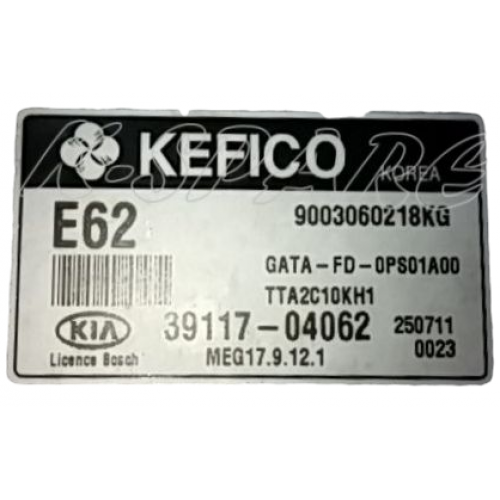 KEFICO
KOREA
K-SPARE
E62
9003060218KG
GATA-FD-0PS01A00
TTA2C10KH1
KIA
39117-04062
250711
Licence Bosch
MEG17.9.12.1
0023